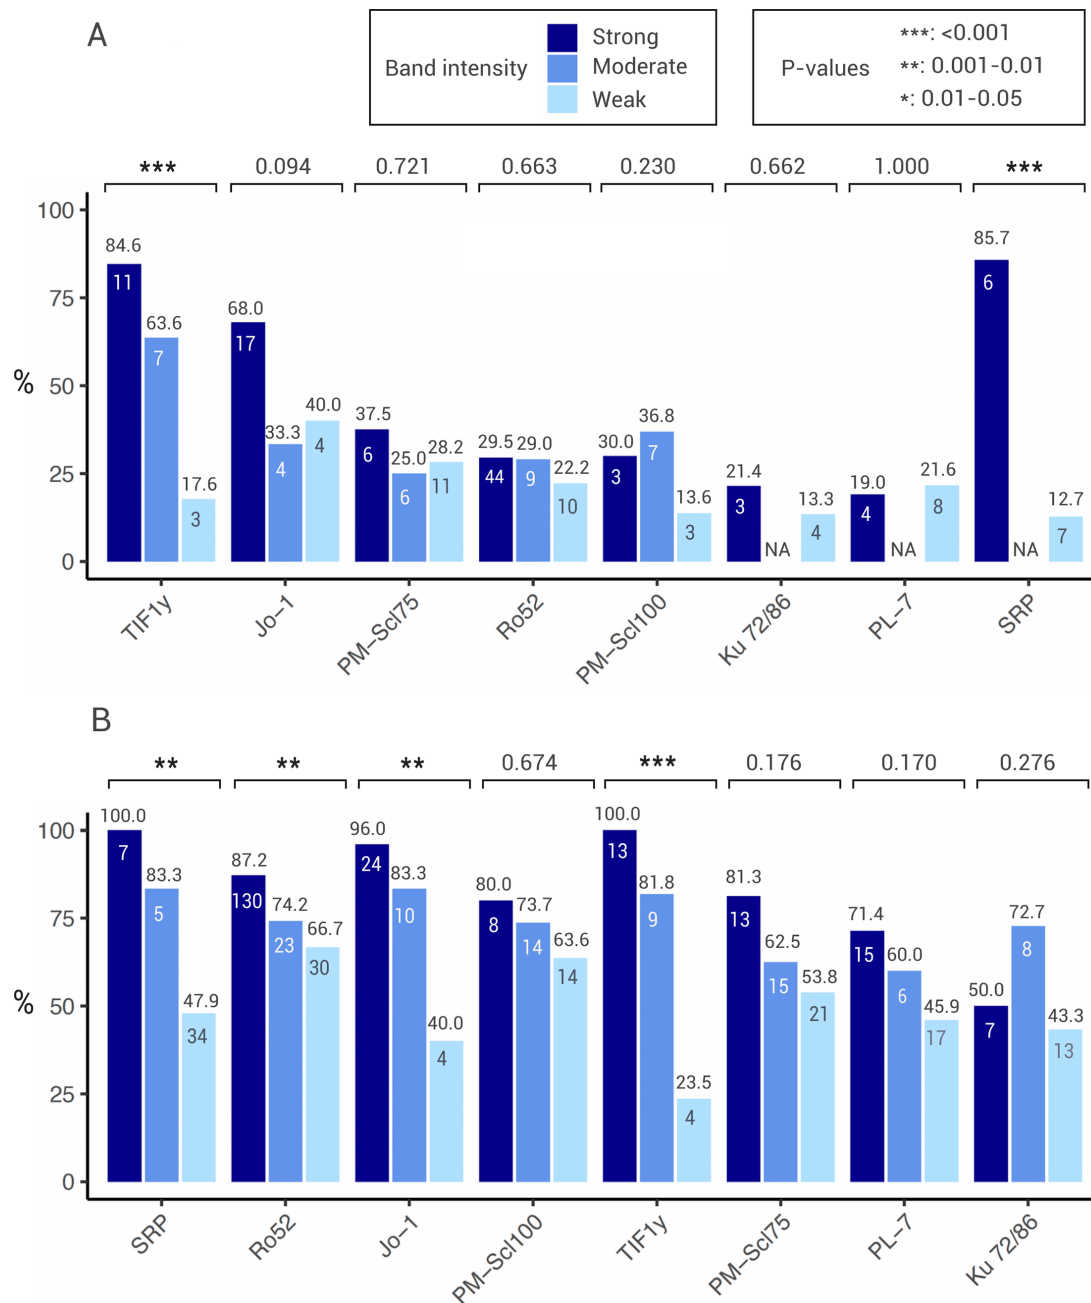 A
Band intensity
Strong
Moderate
Weak
P-values
***: <0.001
**: 0.001-0.01
*: 0.01-0.05
*** 0.094 0.721 0.663 0.230 0.662 1.000 ***
%
100
75
50
25
0
84.6 63.6 17.6
11 7 3
68.0 33.3 40.0
17 4 4
37.5 25.0 28.2
6 6 11
29.5 29.0 22.2
44 9 10
30.0 36.8 13.6
3 7 3
21.4 NA 13.3
3 4
19.0 NA 21.6
4 8
85.7 NA 12.7
6 7
TIF1y Jo-1 PM-Scl75 Ro52 PM-Scl100 Ku 72/86 PL-7 SRP
B
** ** ** 0.674 *** 0.176 0.170 0.276
%
100
75
50
25
0
100.0 83.3 47.9
7 5 34
87.2 74.2 66.7
130 23 30
96.0 83.3 40.0
24 10 4
80.0 73.7 63.6
8 14 14
100.0 81.8 23.5
13 9 4
81.3 62.5 53.8
13 15 21
71.4 60.0 45.9
15 6 17
50.0 72.7 43.3
7 8 13
SRP Ro52 Jo-1 PM-Scl100 TIF1y PM-Scl75 PL-7 Ku 72/86